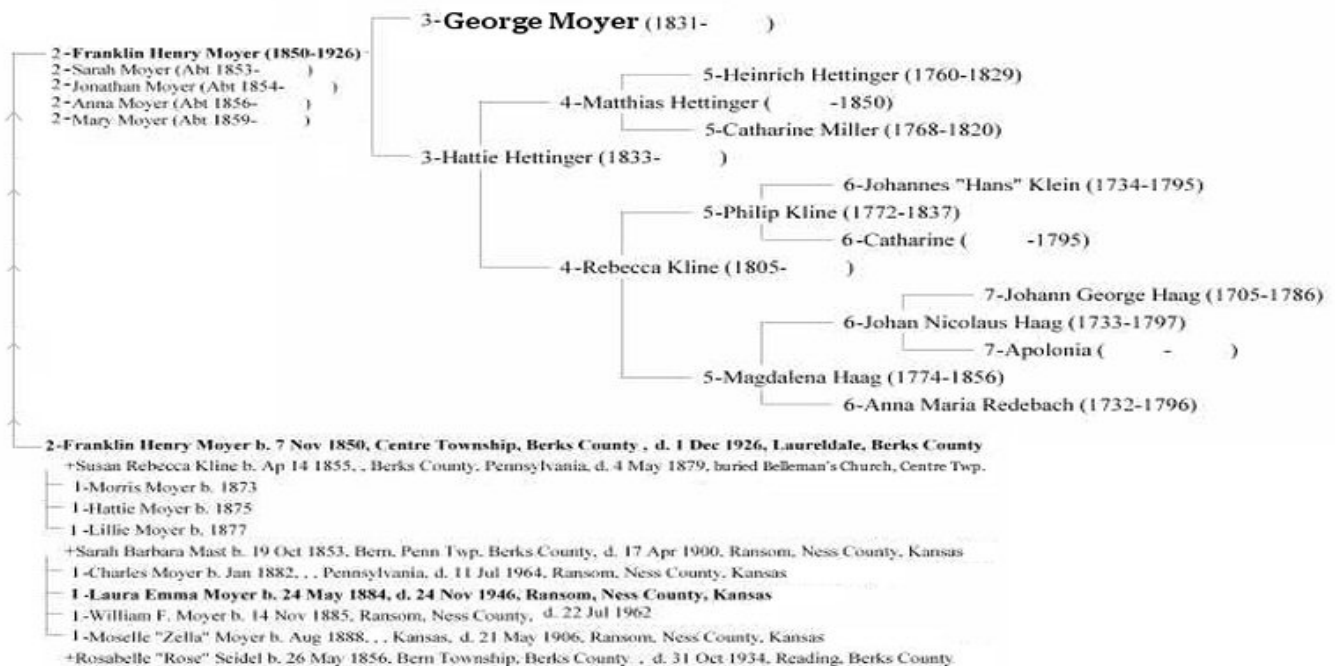 3-George Moyer (1831- )
2-Franklin Henry Moyer (1850-1926)
2-Sarah Moyer (Abt 1853- )
2-Jonathan Moyer (Abt 1854- )
2-Anna Moyer (Abt 1856- )
2-Mary Moyer (Abt 1859- )
5-Heinrich Hettinger (1760-1829)
4-Matthias Hettinger ( -1850)
5-Catharine Miller (1768-1820)
3-Hattie Hettinger (1833- )
6-Johannes "Hans" Klein (1734-1795)
5-Philip Kline (1772-1837)
6-Catharine ( -1795)
4-Rebecca Kline (1805- )
7-Johann George Haag (1705-1786)
6-Johan Nicolaus Haag (1733-1797)
7-Apolonia ( - )
5-Magdalena Haag (1774-1856)
6-Anna Maria Redebach (1732-1796)
2-Franklin Henry Moyer b. 7 Nov 1850, Centre Township, Berks County , d. 1 Dec 1926, Laureldale, Berks County
+Susan Rebecca Kline b. Ap 14 1855, . Berks County, Pennsylvania, d. 4 May 1879, buried Belleman's Church, Centre Twp.
1-Morris Moyer b. 1873
1-Hattie Moyer b. 1875
1-Lillie Moyer b. 1877
+Sarah Barbara Mast b. 19 Oct 1853, Bern, Penn Twp, Berks County, d. 17 Apr 1900, Ransom, Ness County, Kansas
1-Charles Moyer b. Jan 1882, . . Pennsylvania, d. 11 Jul 1964, Ransom, Ness County, Kansas
1-Laura Emma Moyer b. 24 May 1884, d. 24 Nov 1946, Ransom, Ness County, Kansas
1-William F. Moyer b. 14 Nov 1885, Ransom, Ness County, d. 22 Jul 1962
1-Moselle "Zella" Moyer b. Aug 1888, . . Kansas, d. 21 May 1906, Ransom, Ness County, Kansas
+Rosabelle "Rose" Seidel b. 26 May 1856, Bern Township, Berks County , d. 31 Oct 1934, Reading, Berks County